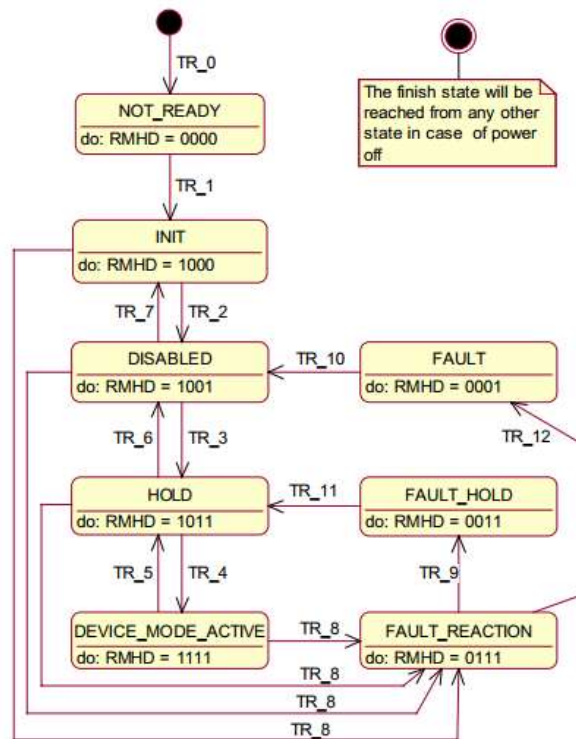 TR_0
The finish state will be
reached from any other
state in case of power
off
NOT_READY
do: RMHD = 0000
TR_1
INIT
do: RMHD = 1000
TR_7
TR_2
DISABLED
do: RMHD = 1001
TR_10
FAULT
do: RMHD = 0001
TR_6
TR_3
TR_12
HOLD
do: RMHD = 1011
TR_11
FAULT_HOLD
do: RMHD = 0011
TR_5
TR_4
TR_9
DEVICE_MODE_ACTIVE
do: RMHD = 1111
TR_8
FAULT_REACTION
do: RMHD = 0111
TR_8
TR_8
TR_8